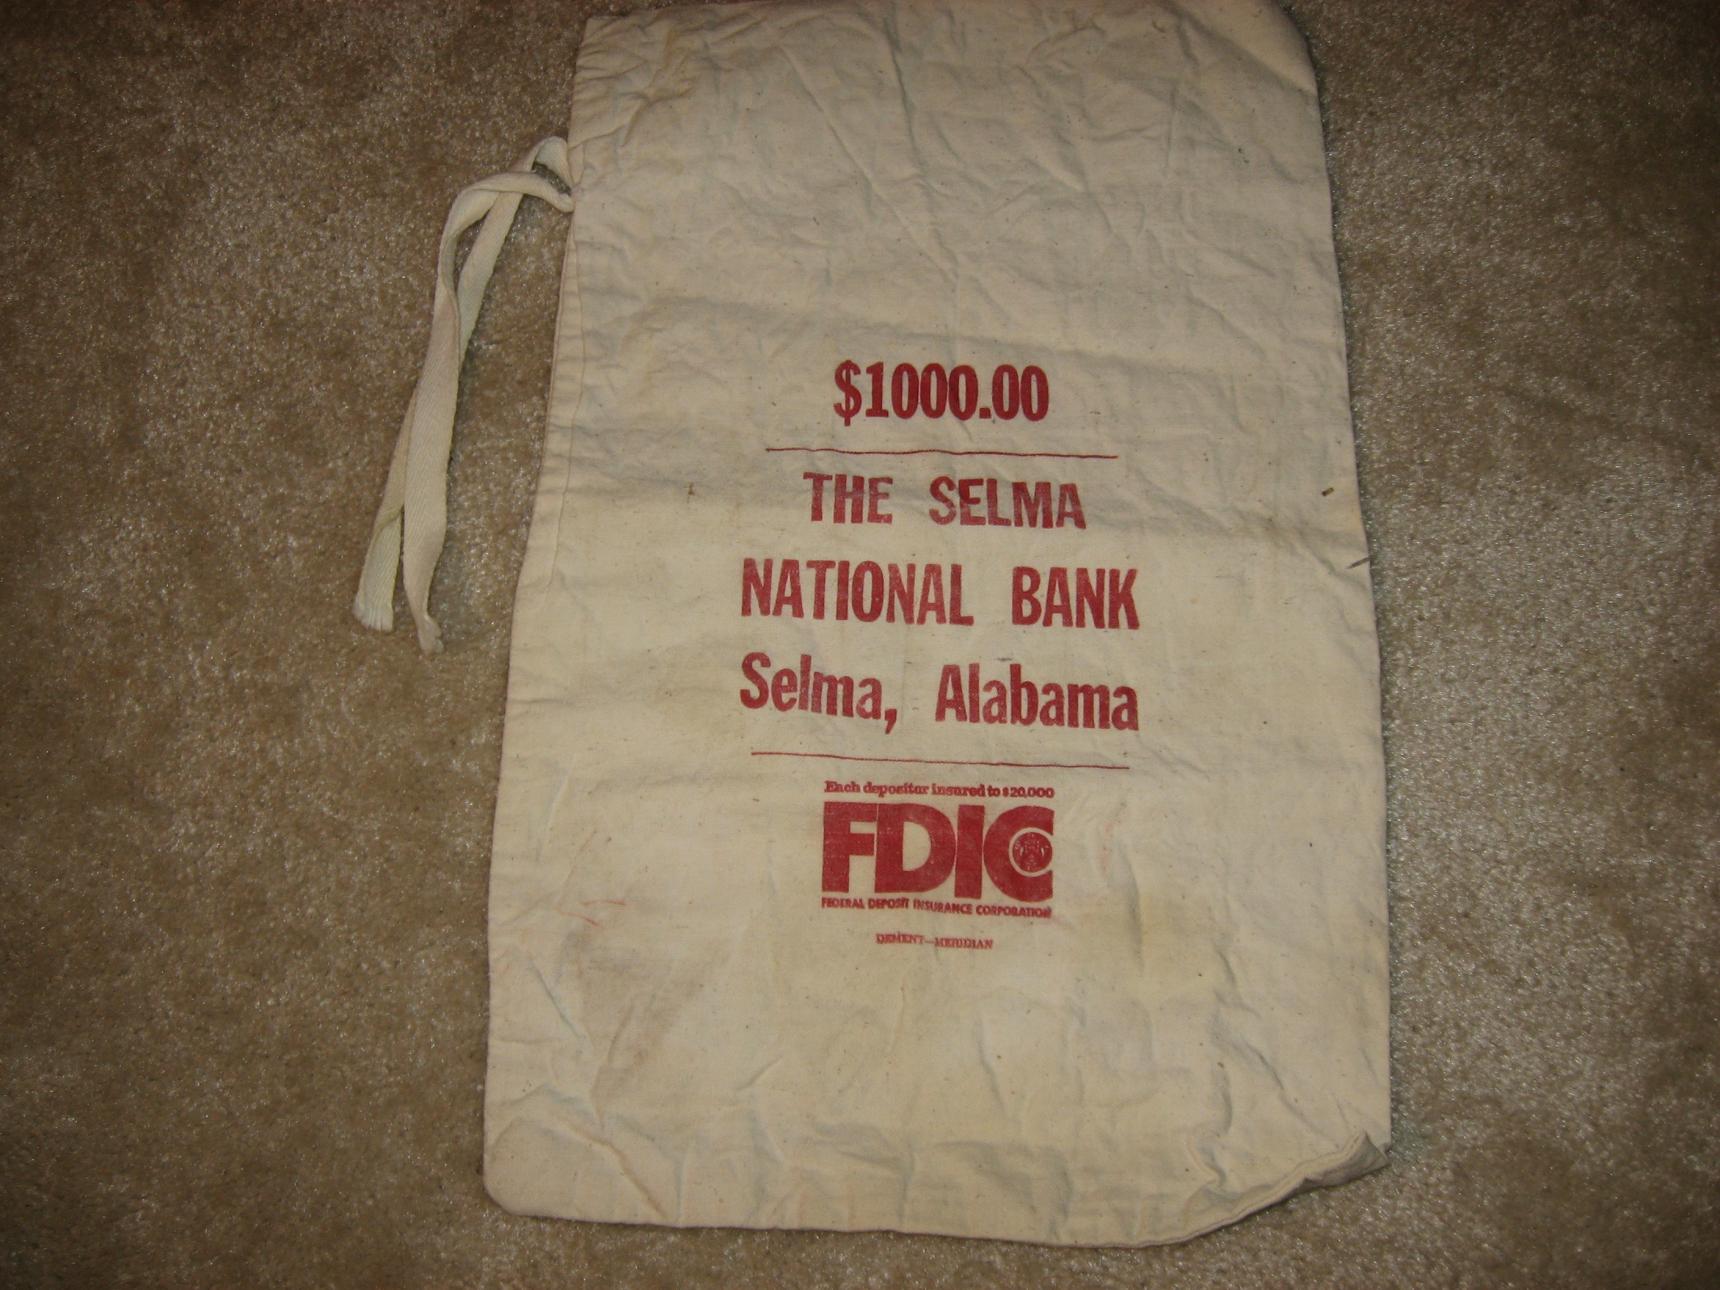 $1000.00
THE SELMA
NATIONAL BANK
Selma, Alabama
Each depositor insured to $20,000
FDIC
FEDERAL DEPOSIT INSURANCE CORPORATION
DEMENT—MERIDIAN